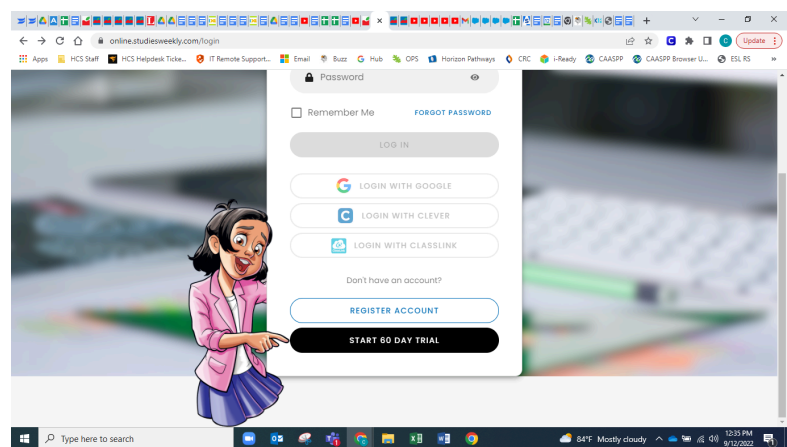 online.studiesweekly.com/login
Update
Apps HCS Staff HCS Helpdesk Ticke... IT Remote Support... Email Buzz Hub OPS Horizon Pathways CRC i-Ready CAASPP CAASPP Browser U... ESL RS »
Password
Remember Me FORGOT PASSWORD
LOG IN
LOGIN WITH GOOGLE
LOGIN WITH CLEVER
LOGIN WITH CLASSLINK
Don't have an account?
REGISTER ACCOUNT
START 60 DAY TRIAL
Type here to search
84°F Mostly cloudy
12:35 PM
9/12/2022